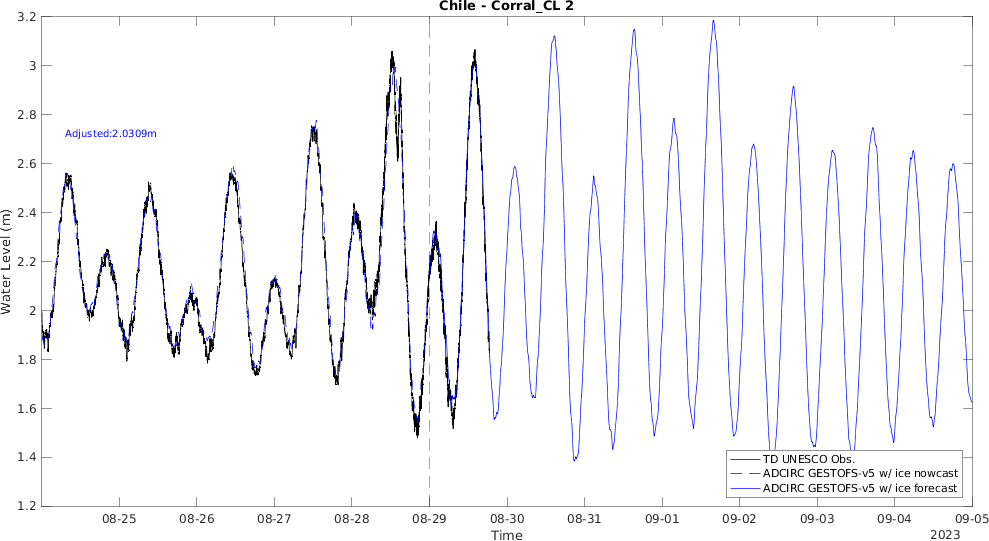 Chile - Corral_CL 2
3.2
3
2.8
2.6
2.4
2.2
2
1.8
1.6
1.4
1.2
Water Level (m)
Adjusted:2.0309m
TD UNESCO Obs.
ADCIRC GESTOFS-v5 w/ ice nowcast
ADCIRC GESTOFS-v5 w/ ice forecast
08-25 08-26 08-27 08-28 08-29 08-30 08-31 09-01 09-02 09-03 09-04 09-05
Time
2023